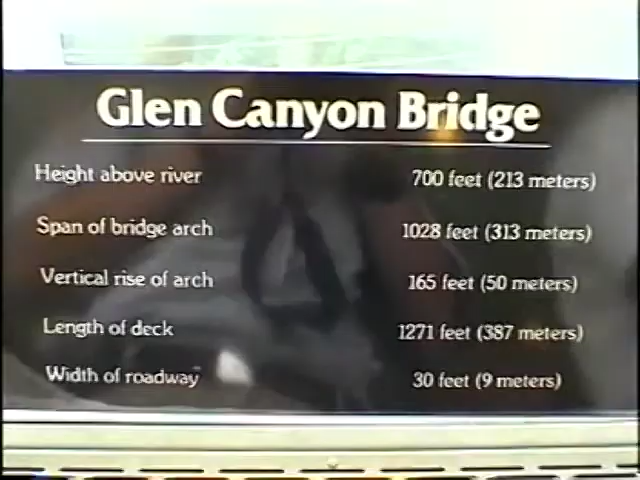 Glen Canyon Bridge
Height above river 700 feet (213 meters)
Span of bridge arch 1028 feet (313 meters)
Vertical rise of arch 165 feet (50 meters)
Length of deck 1271 feet (387 meters)
Width of roadway 30 feet (9 meters)